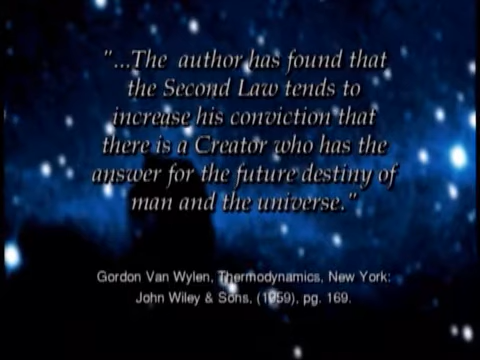 "...The author has found that
the Second Law tends to
increase his conviction that
there is a Creator who has the
answer for the future destiny of
man and the universe."
Gordon Van Wylen, Thermodynamics, New York:
John Wiley & Sons, (1959), pg. 169.